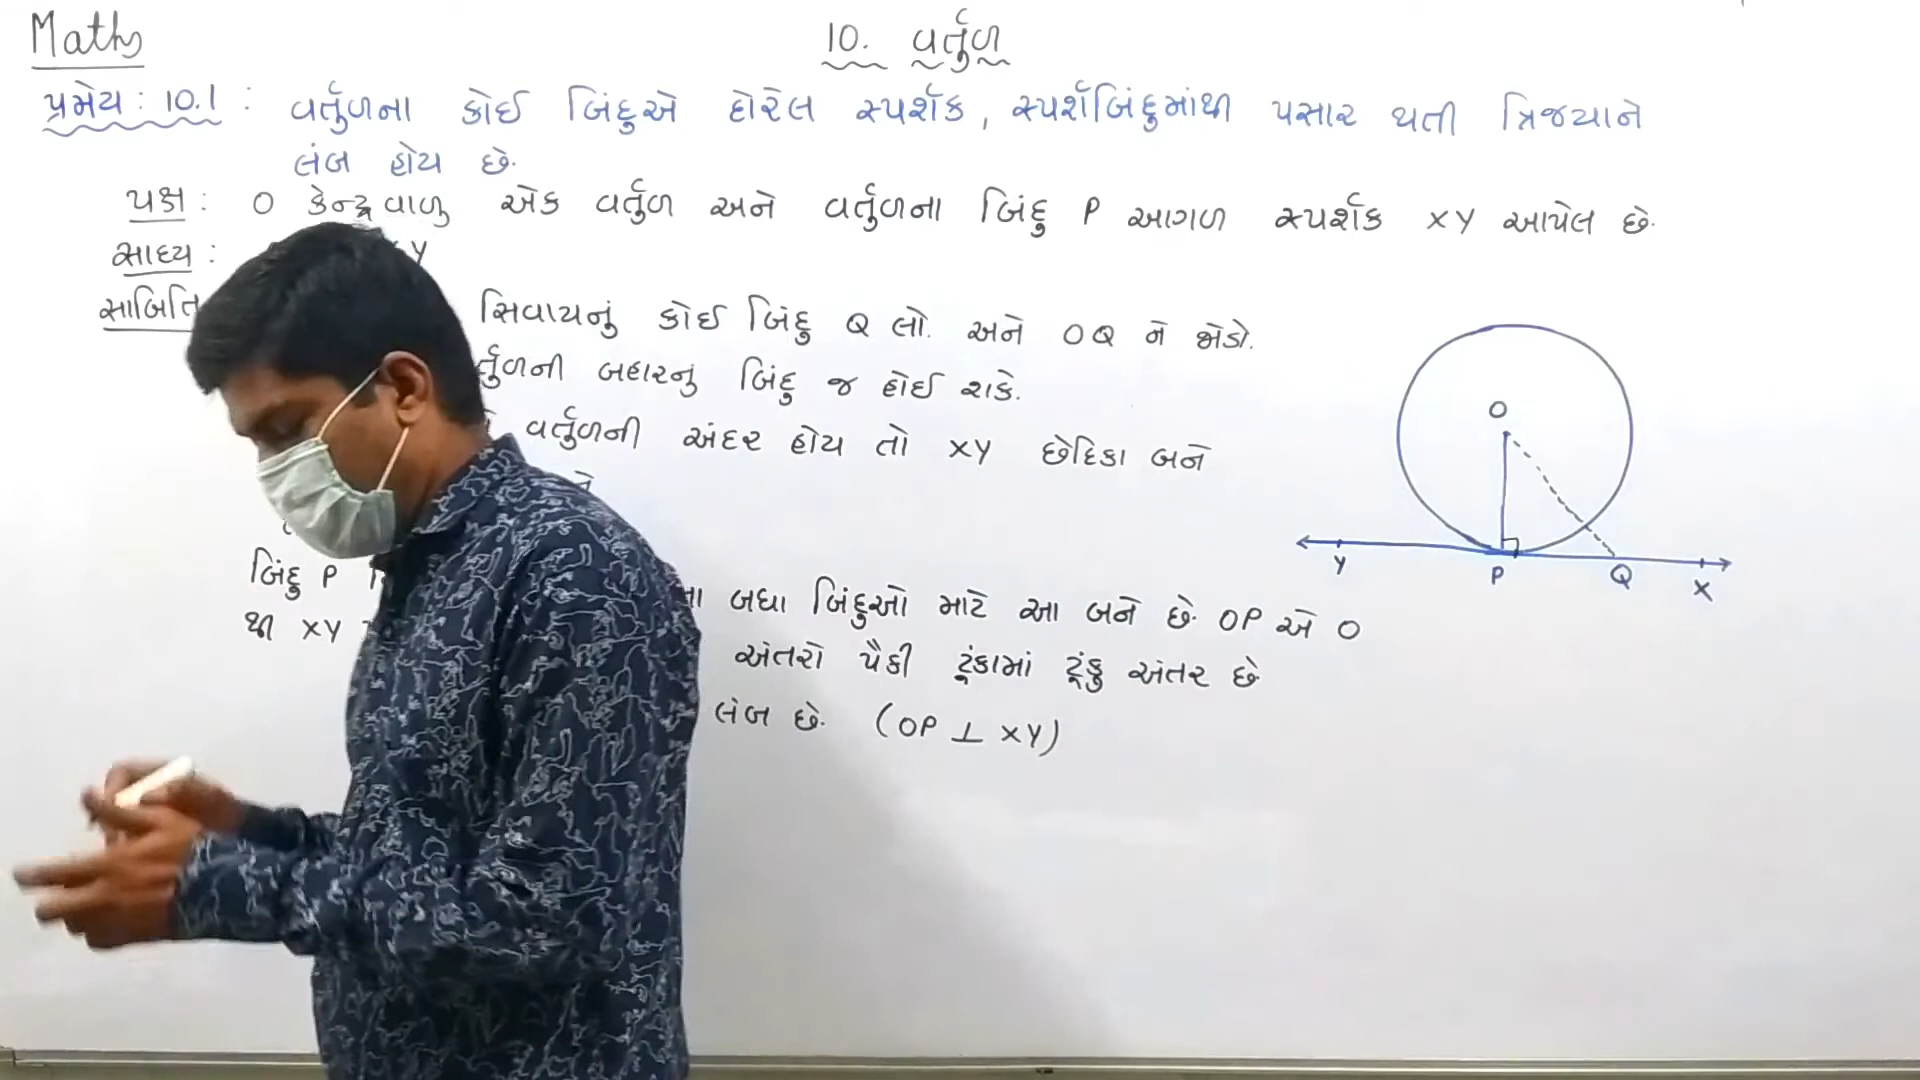 Maths
10. વર્તુળ
પ્રમેય : 10.1 : વર્તુળના કોઈ બિંદુએ દોરેલ સ્પર્શક, સ્પર્શબિંદુમાંથી પસાર થતી ત્રિજ્યાને
લંબ હોય છે.
પક્ષ : O કેન્દ્રવાળુ એક વર્તુળ અને વર્તુળના બિંદુ P આગળ સ્પર્શક XY આપેલ છે.
સાધ્ય : Y
સાબિતિ સિવાયનું કોઈ બિંદુ Q લો. અને OQ ને જોડો.
ર્તુળની બહારનું બિંદુ જ હોઈ શકે.
વર્તુળની અંદર હોય તો XY છેદિકા બને
બિંદુ P ના બધા બિંદુઓ માટે આ બને છે. OP એ O
થી XY અંતરો પૈકી ટૂંકામાં ટૂંકુ અંતર છે
લંબ છે. (OP ⊥ XY)
O
Y P Q X